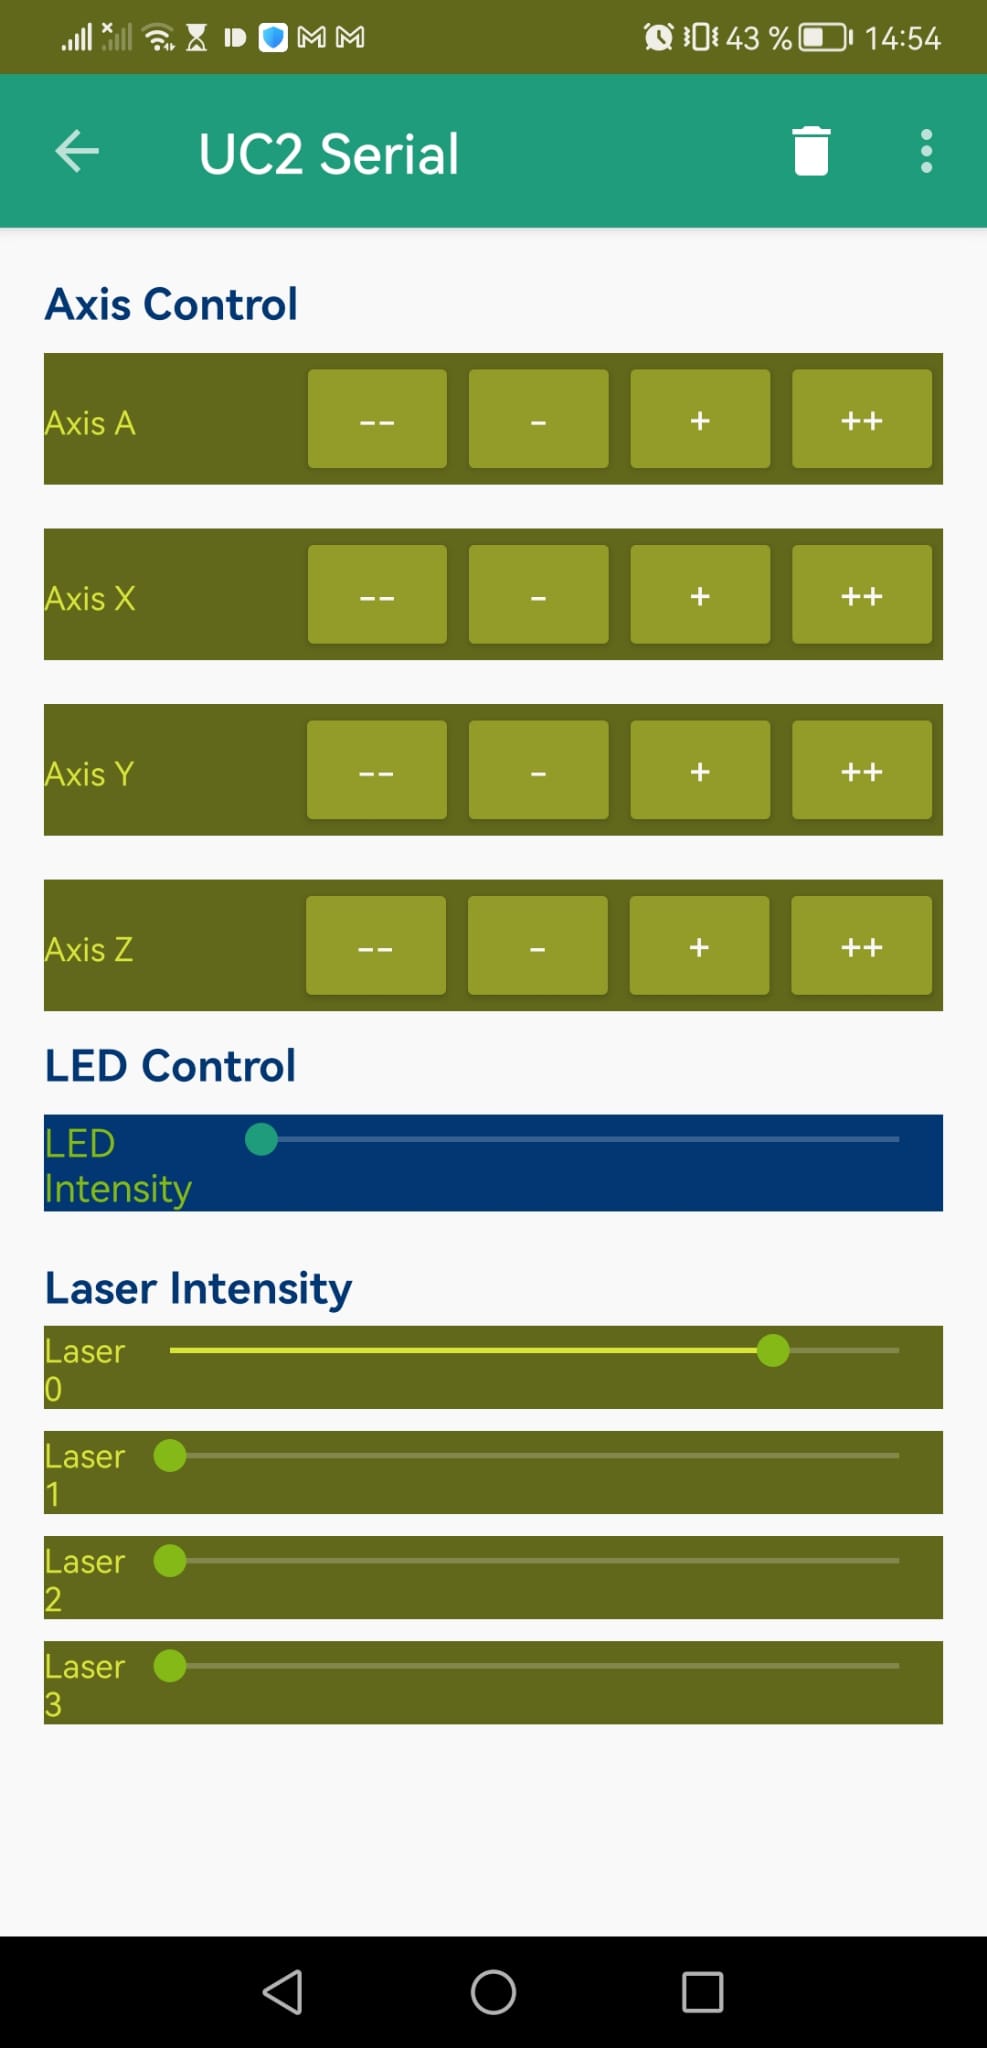 43 % 14:54
UC2 Serial
Axis Control
Axis A -- - + ++
Axis X -- - + ++
Axis Y -- - + ++
Axis Z -- - + ++
LED Control
LED
Intensity
Laser Intensity
Laser
0
Laser
1
Laser
2
Laser
3